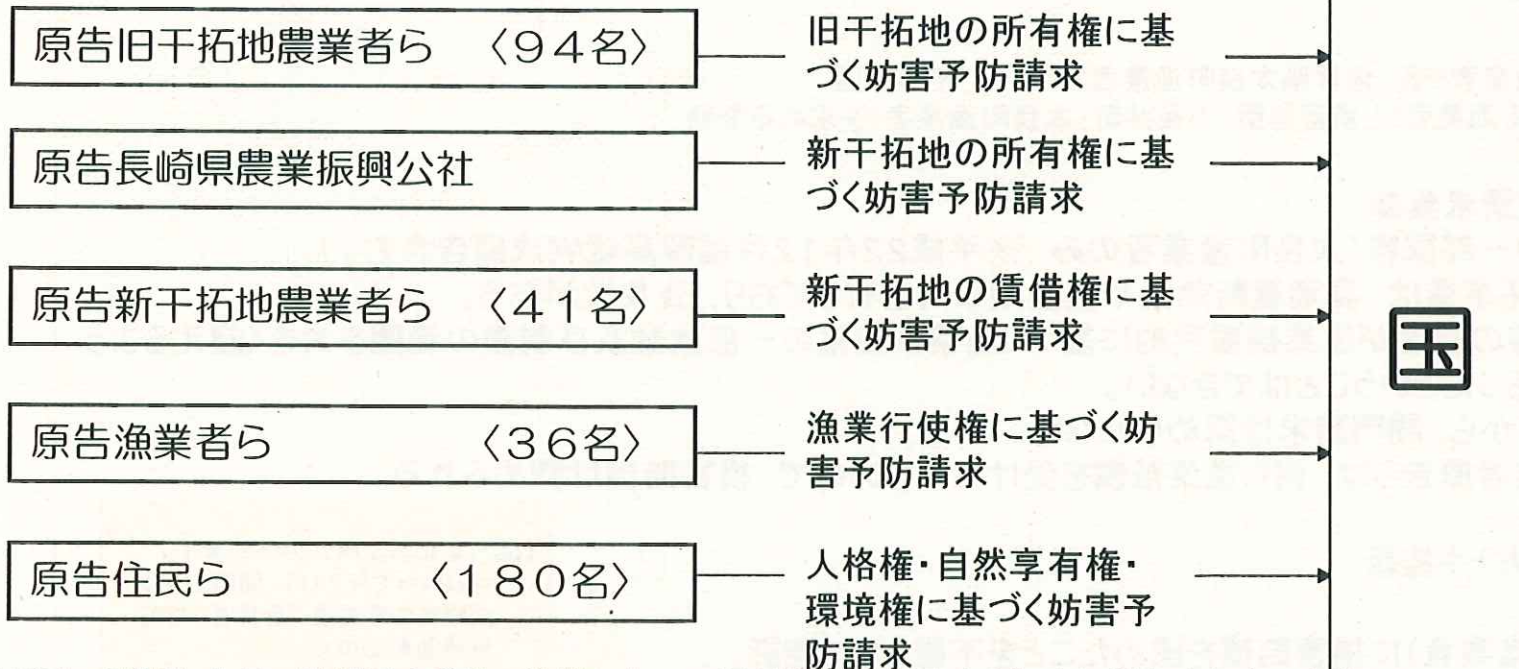 原告旧干拓地農業者ら 〈94名〉
旧干拓地の所有権に基
づく妨害予防請求
原告長崎県農業振興公社
新干拓地の所有権に基
づく妨害予防請求
原告新干拓地農業者ら 〈41名〉
新干拓地の賃借権に基
づく妨害予防請求
原告漁業者ら 〈36名〉
漁業行使権に基づく妨
害予防請求
原告住民ら 〈180名〉
人格権・自然享有権・
環境権に基づく妨害予
防請求
国